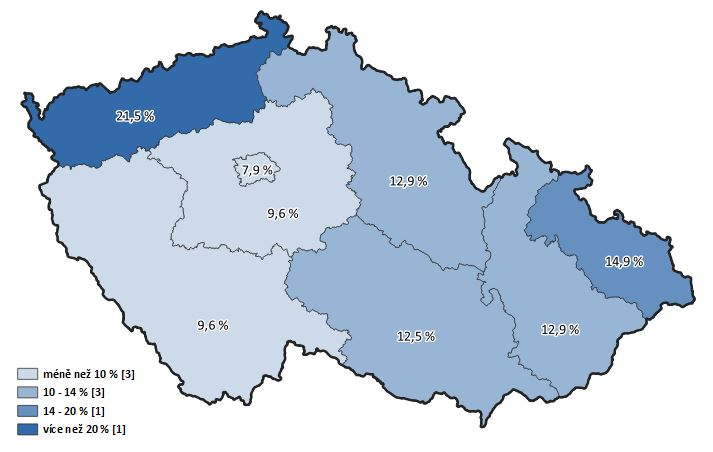 21,5 %
7,9 %
12,9 %
9,6 %
14,9 %
9,6 %
12,5 %
12,9 %
méně než 10 % [3]
10 - 14 % [3]
14 - 20 % [1]
více než 20 % [1]